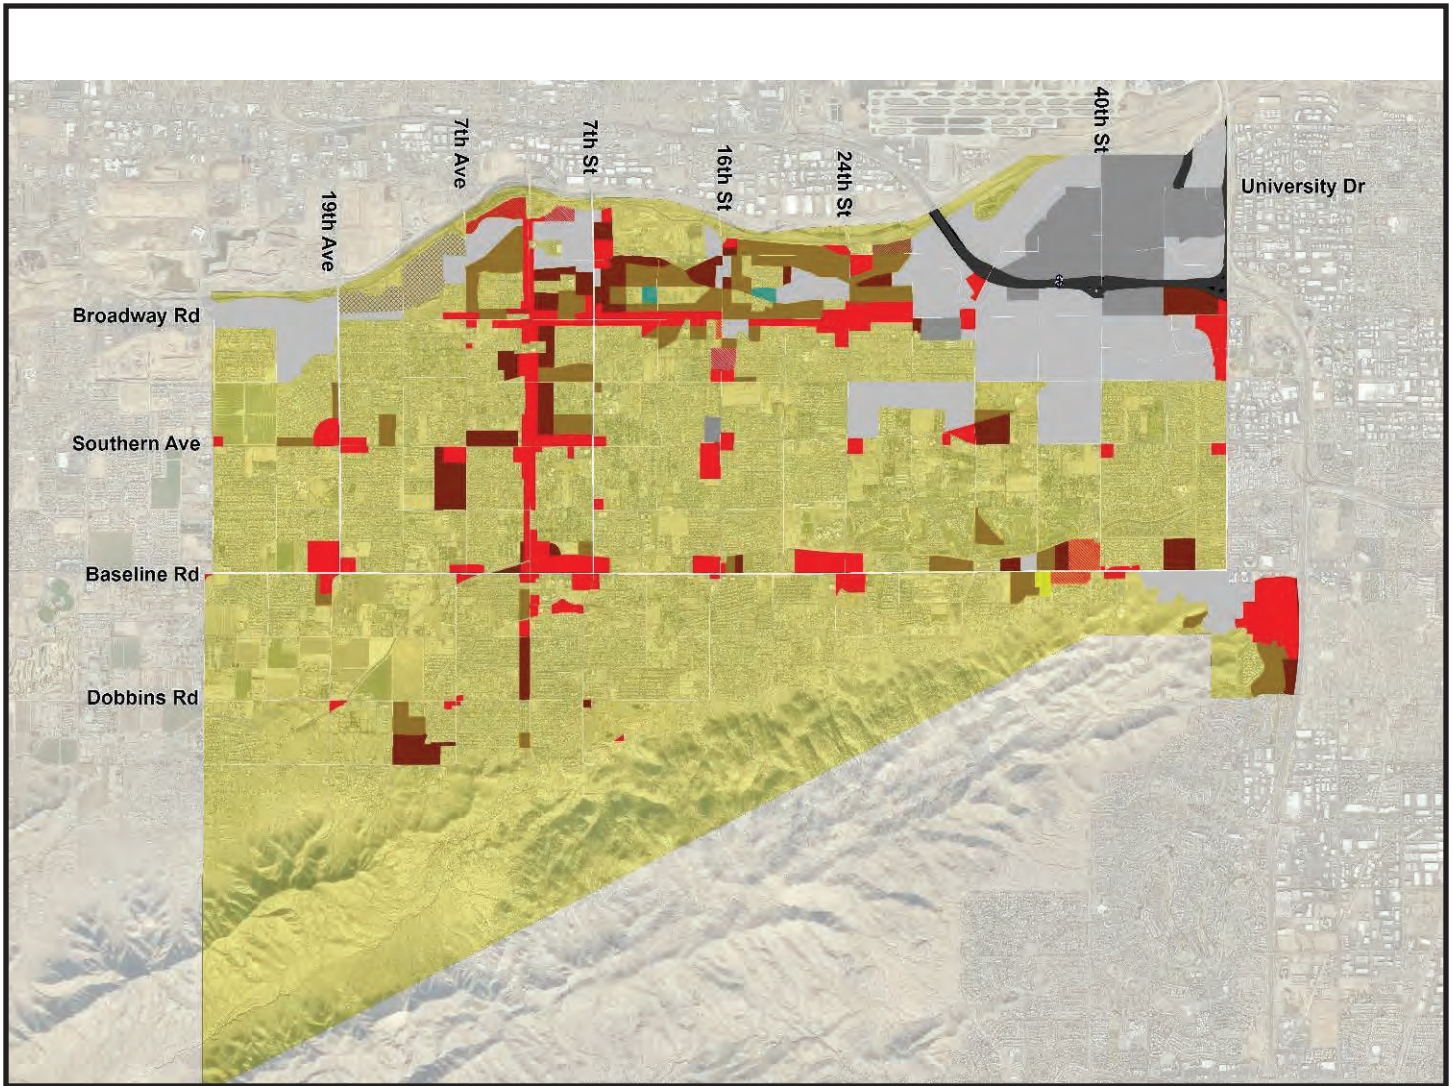 40th St
7th Ave
7th St
16th St
24th St
University Dr
19th Ave
Broadway Rd
Southern Ave
Baseline Rd
Dobbins Rd